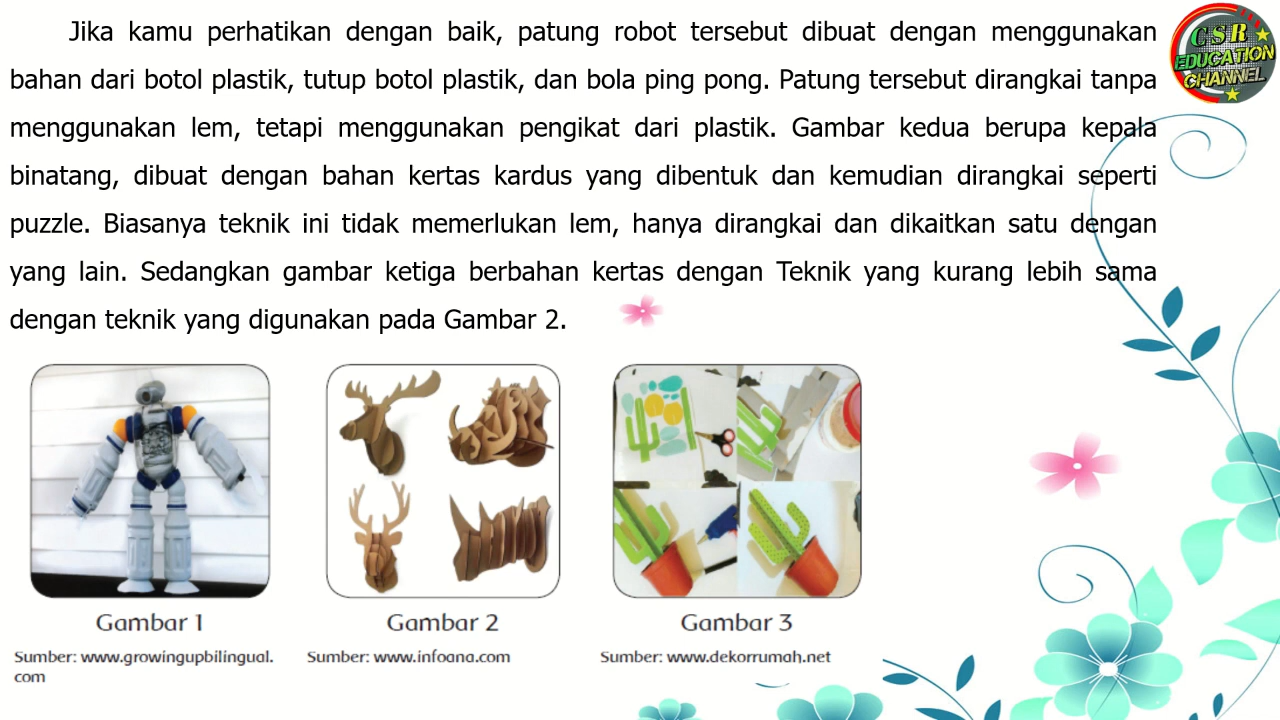 Jika kamu perhatikan dengan baik, patung robot tersebut dibuat dengan menggunakan
bahan dari botol plastik, tutup botol plastik, dan bola ping pong. Patung tersebut dirangkai tanpa
menggunakan lem, tetapi menggunakan pengikat dari plastik. Gambar kedua berupa kepala
binatang, dibuat dengan bahan kertas kardus yang dibentuk dan kemudian dirangkai seperti
puzzle. Biasanya teknik ini tidak memerlukan lem, hanya dirangkai dan dikaitkan satu dengan
yang lain. Sedangkan gambar ketiga berbahan kertas dengan Teknik yang kurang lebih sama
dengan teknik yang digunakan pada Gambar 2.
CSR
EDUCATION
CHANNEL
Gambar 1
Sumber: www.growingupbilingual.
com
Gambar 2
Sumber: www.infoana.com
Gambar 3
Sumber: www.dekorrumah.net